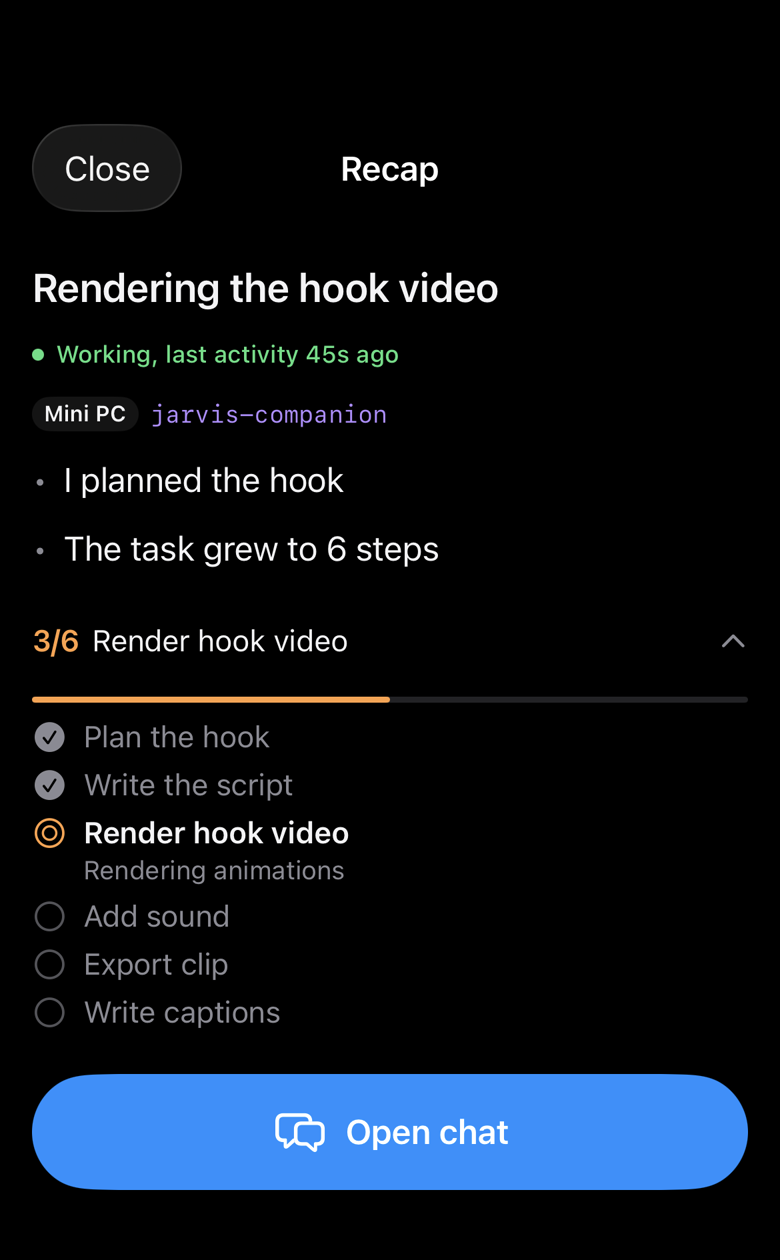 Close
Recap
Rendering the hook video
Working, last activity 45s ago
Mini PC jarvis-companion
I planned the hook
The task grew to 6 steps
3/6 Render hook video
Plan the hook
Write the script
Render hook video
Rendering animations
Add sound
Export clip
Write captions
Open chat